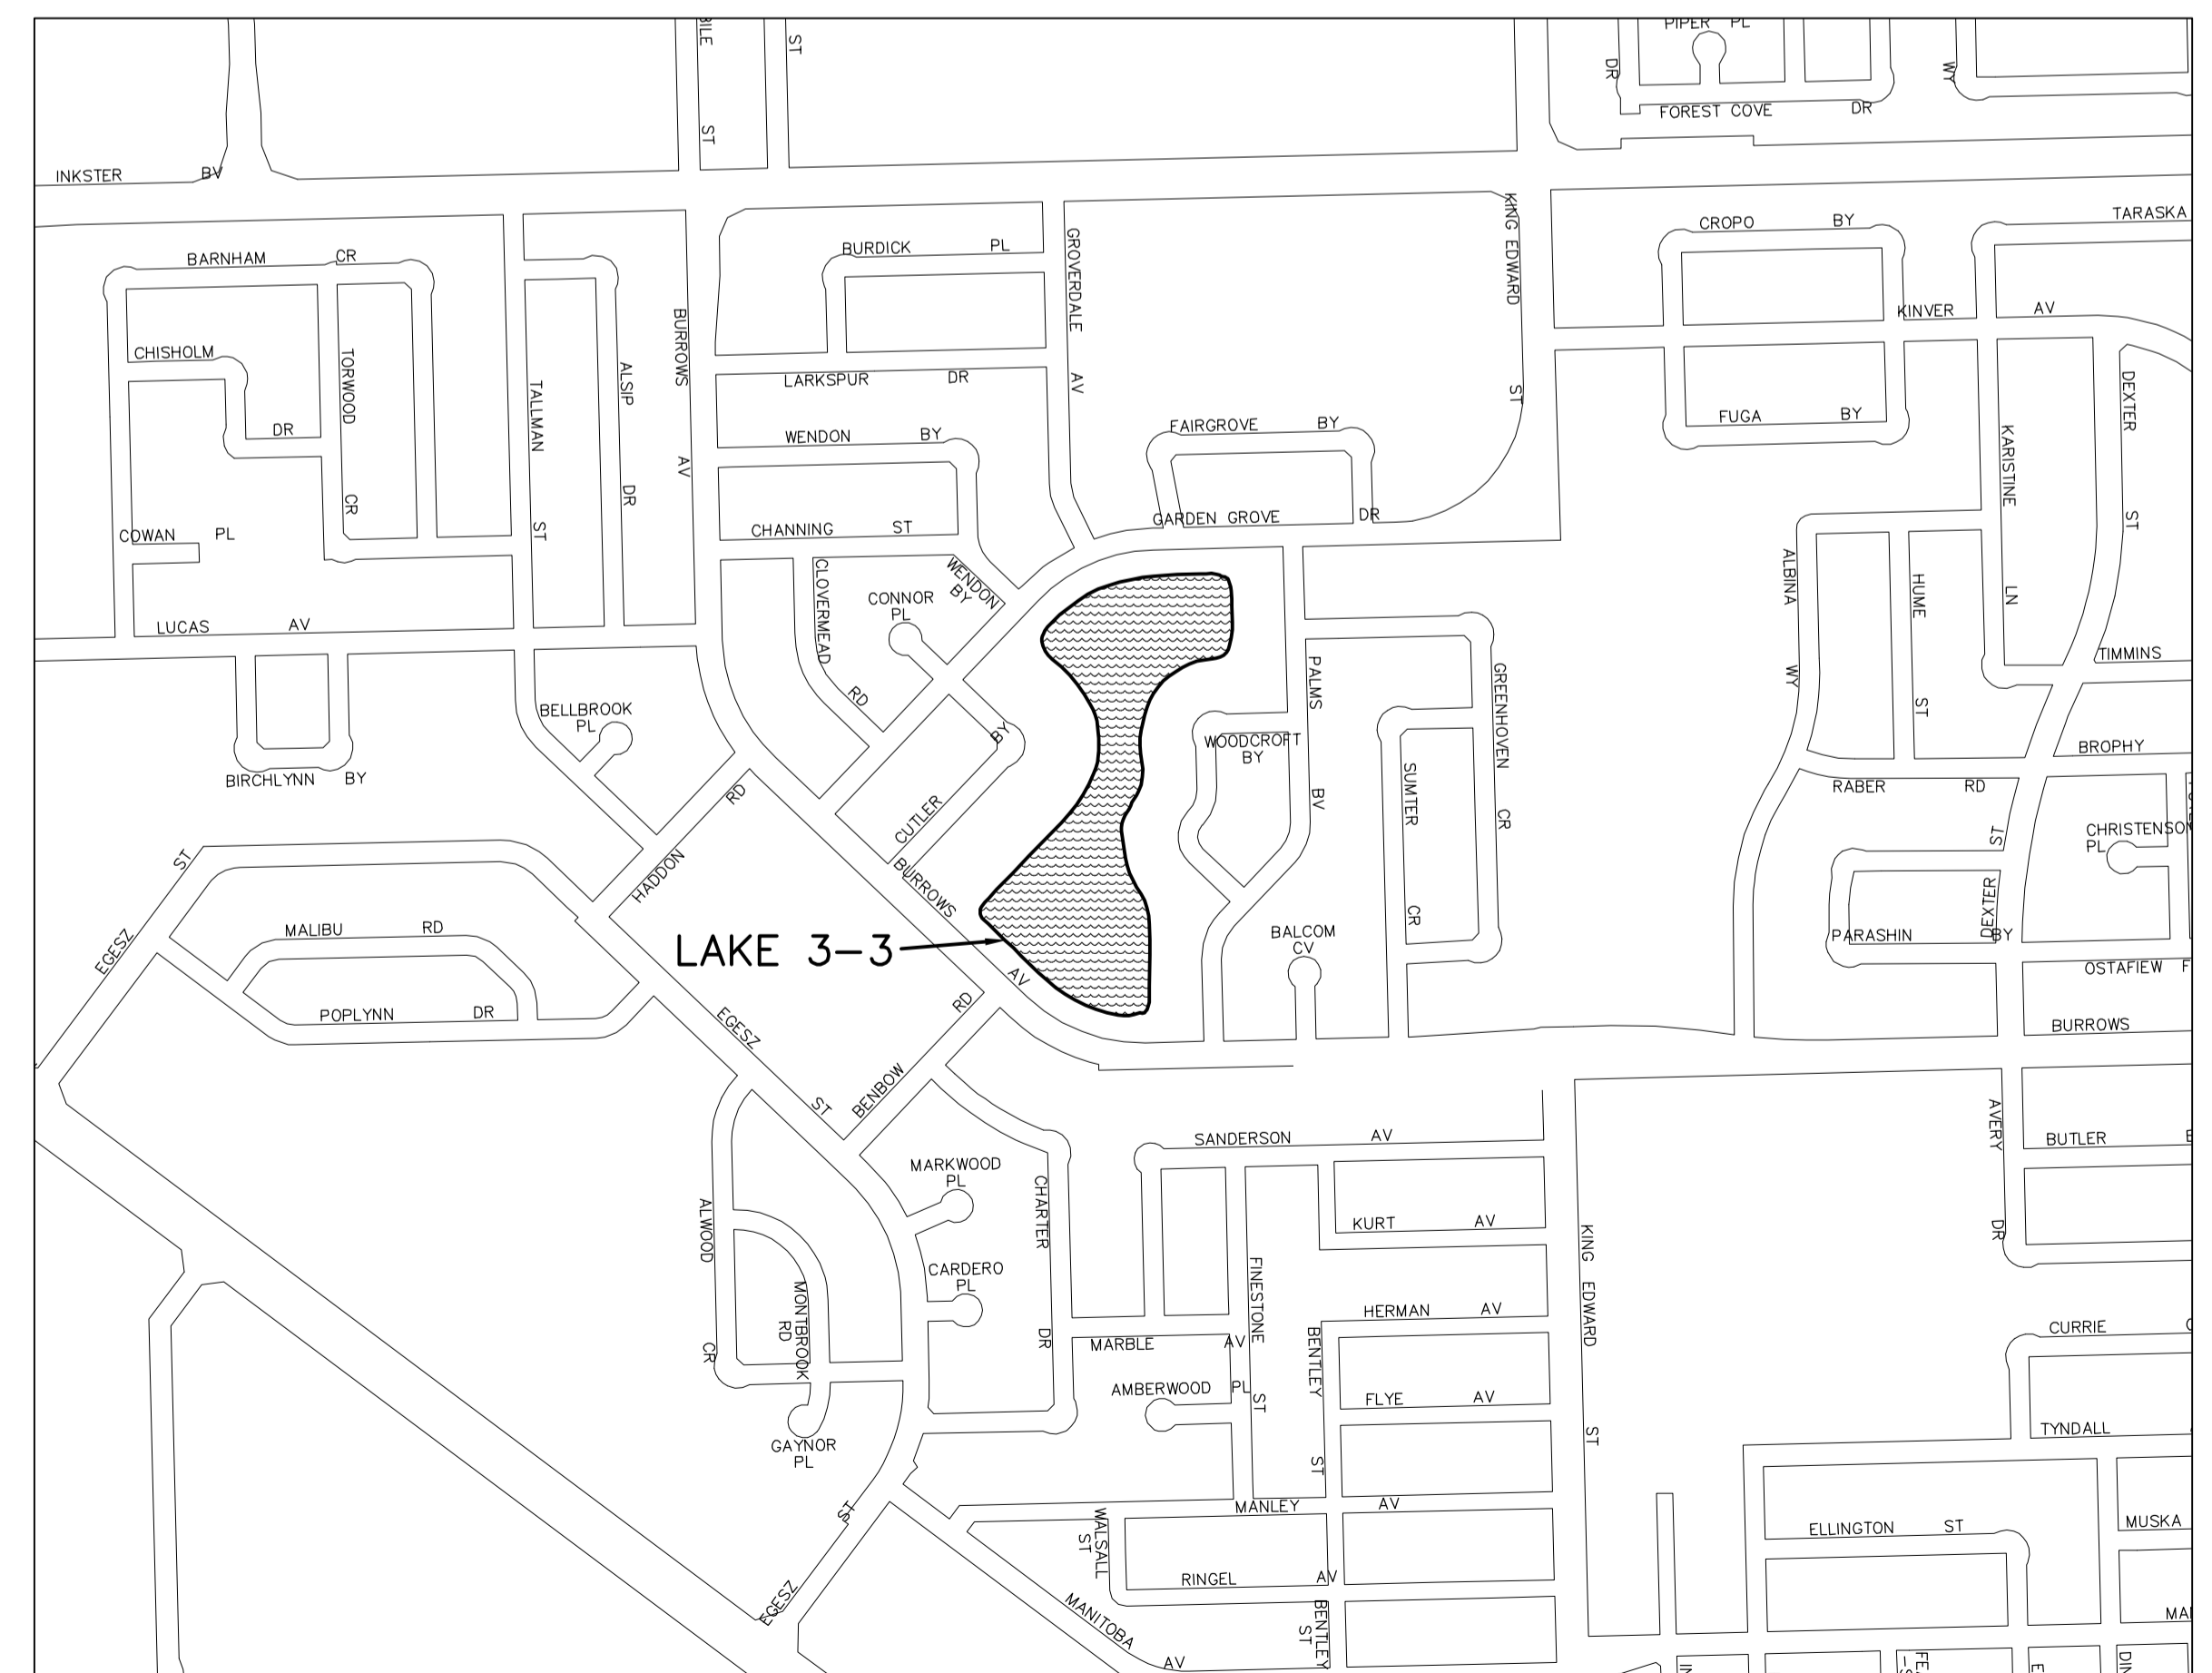 BILE ST
ST
PIPER PL
DR
WY
FOREST COVE DR
INKSTER BV
TARASKA
CROPO BY
KING EDWARD ST
GROVERDALE AV
BURDICK PL
BARNHAM CR
KINVER AV
BURROWS AV
CHISHOLM DR
TORWOOD CR
TALLMAN ST
ALSIP DR
LARKSPUR DR
DEXTER ST
FUGA BY
FAIRGROVE BY
WENDON BY
KARISTINE LN
GARDEN GROVE DR
CHANNING ST
COWAN PL
CLOVERMEAD RD
WENDON
BY
ALBINA WY
HUME ST
CONNOR
PL
LUCAS AV
PALMS BV
TIMMINS
GREENHOVEN CR
BELLBROOK
PL
WOODCROFT
BY
BROPHY
SUMTER CR
BIRCHLYNN BY
RABER RD
CUTLER BY
HADDON RD
CHRISTENSON
PL
DEXTER ST
BURROWS AV
EGESZ ST
MALIBU RD
LAKE 3-3
BALCOM
CV
PARASHIN BY
OSTAFIEW
POPLYNN DR
EGESZ ST
BURROWS
BENBOW RD
AVERY DR
SANDERSON AV
BUTLER
MARKWOOD
PL
CHARTER DR
ALWOOD CR
KURT AV
KING EDWARD ST
CARDERO
PL
FINESTONE ST
MONTBROOK
RD
HERMAN AV
CURRIE
MARBLE AV
BENTLEY ST
AMBERWOOD PL
FLYE AV
GAYNOR
PL
TYNDALL
EGESZ ST
MANLEY AV
WALSALL
ST
ELLINGTON ST
MUSKA
RINGEL AV
MANITOBA AV
BENTLEY
ST